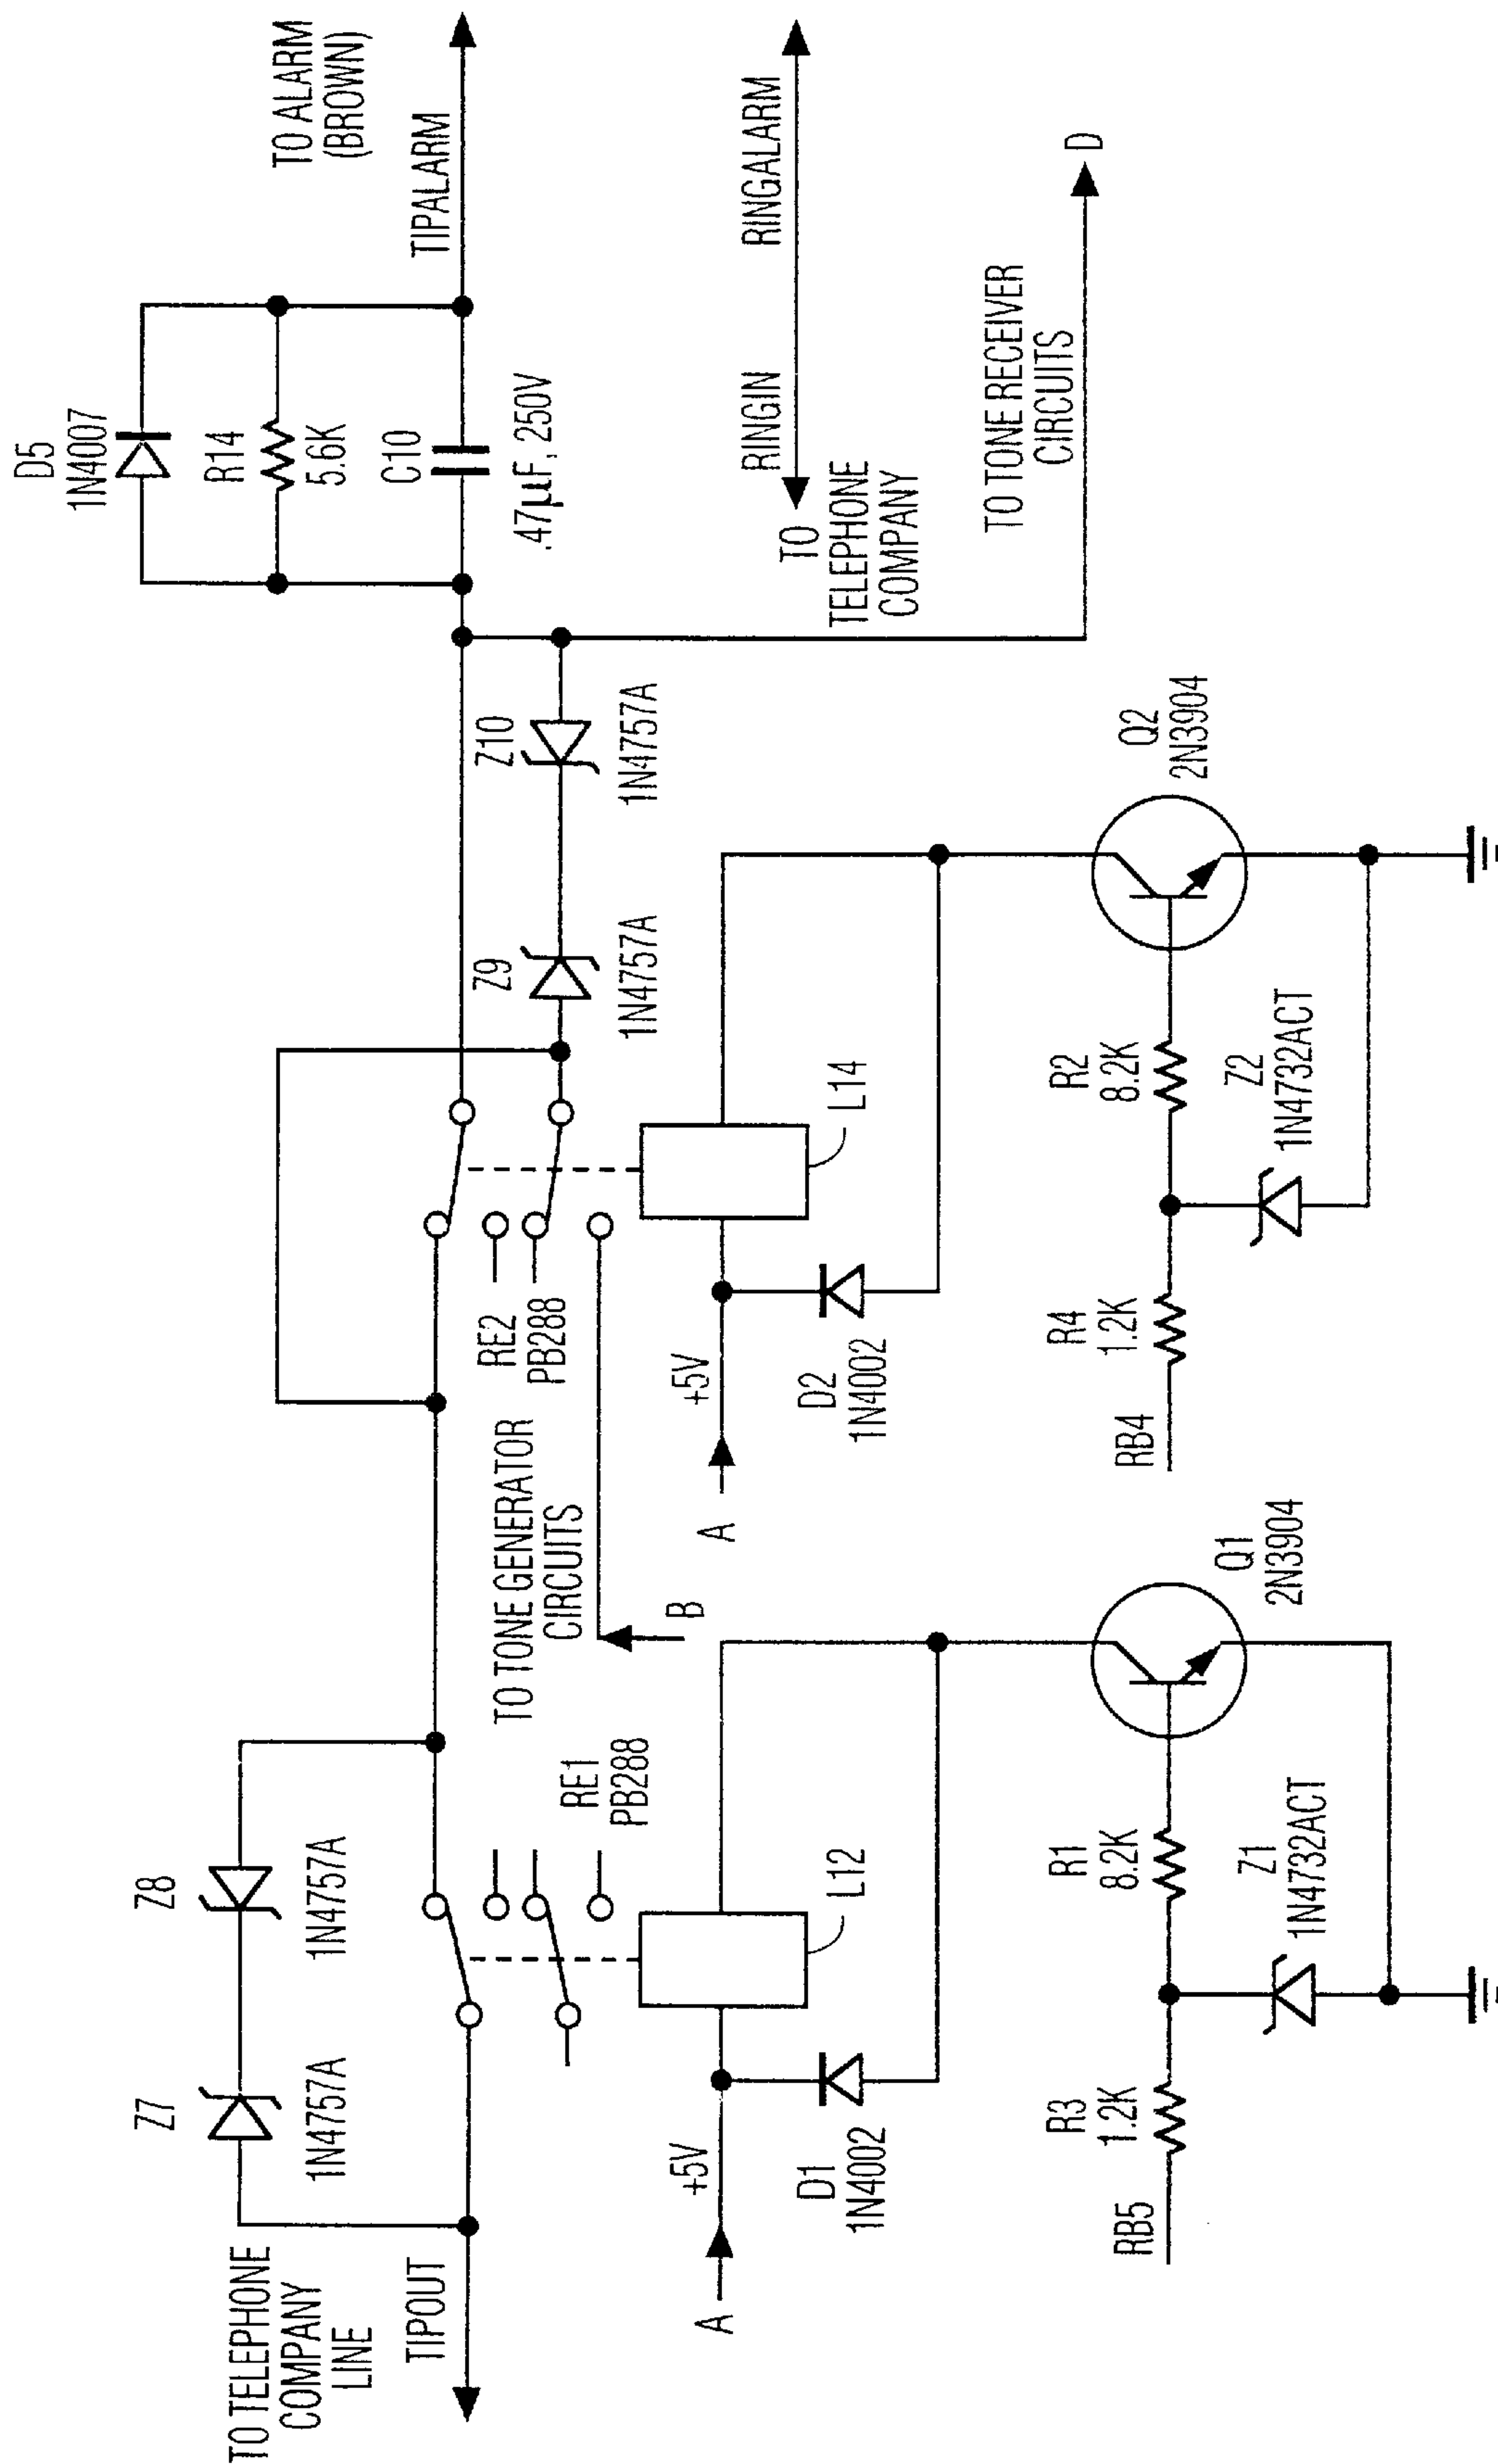 TO TELEPHONE
COMPANY
LINE
TIPOUT
Z7
1N4757A
Z8
1N4757A
RE1
PB288
L12
A
+5V
D1
1N4002
RB5
R3
1.2K
R1
8.2K
Z1
1N4732ACT
Q1
2N3904
TO TONE GENERATOR
CIRCUITS
B
RE2
PB288
L14
A
+5V
D2
1N4002
RB4
R4
1.2K
R2
8.2K
Z2
1N4732ACT
Q2
2N3904
Z9
1N4757A
Z10
1N4757A
D5
1N4007
R14
5.6K
C10
.47µF, 250V
TIPALARM
TO ALARM
(BROWN)
RINGIN
RINGALARM
TO
TELEPHONE
COMPANY
TO TONE RECEIVER
CIRCUITS
D